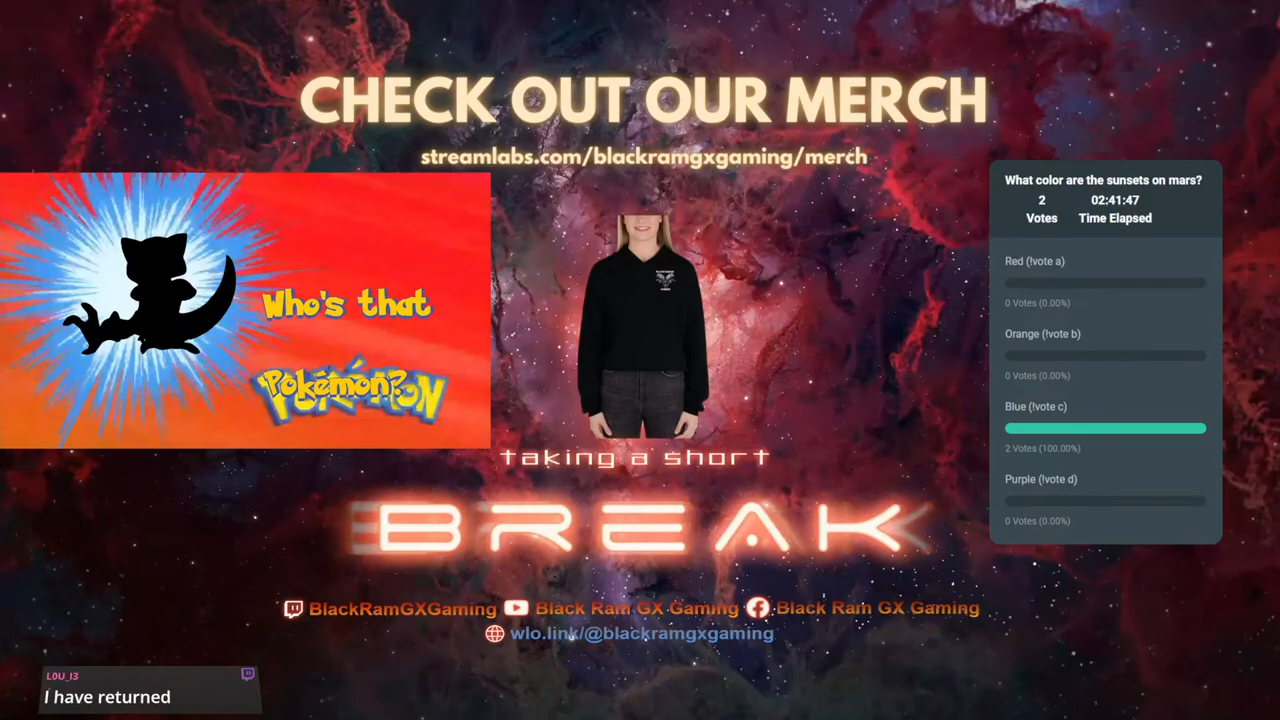 CHECK OUT OUR MERCH
streamlabs.com/blackramgxgaming/merch
Who's that
Pokémon?
POKÉMON
What color are the sunsets on mars?
2 02:41:47
Votes Time Elapsed
Red (!vote a)
0 Votes (0.00%)
Orange (!vote b)
0 Votes (0.00%)
Blue (!vote c)
2 Votes (100.00%)
Purple (!vote d)
0 Votes (0.00%)
taking a short
BREAK
BlackRamGXGaming Black Ram GX Gaming Black Ram GX Gaming
wlo.link/@blackramgxgaming
L0U_I3
I have returned